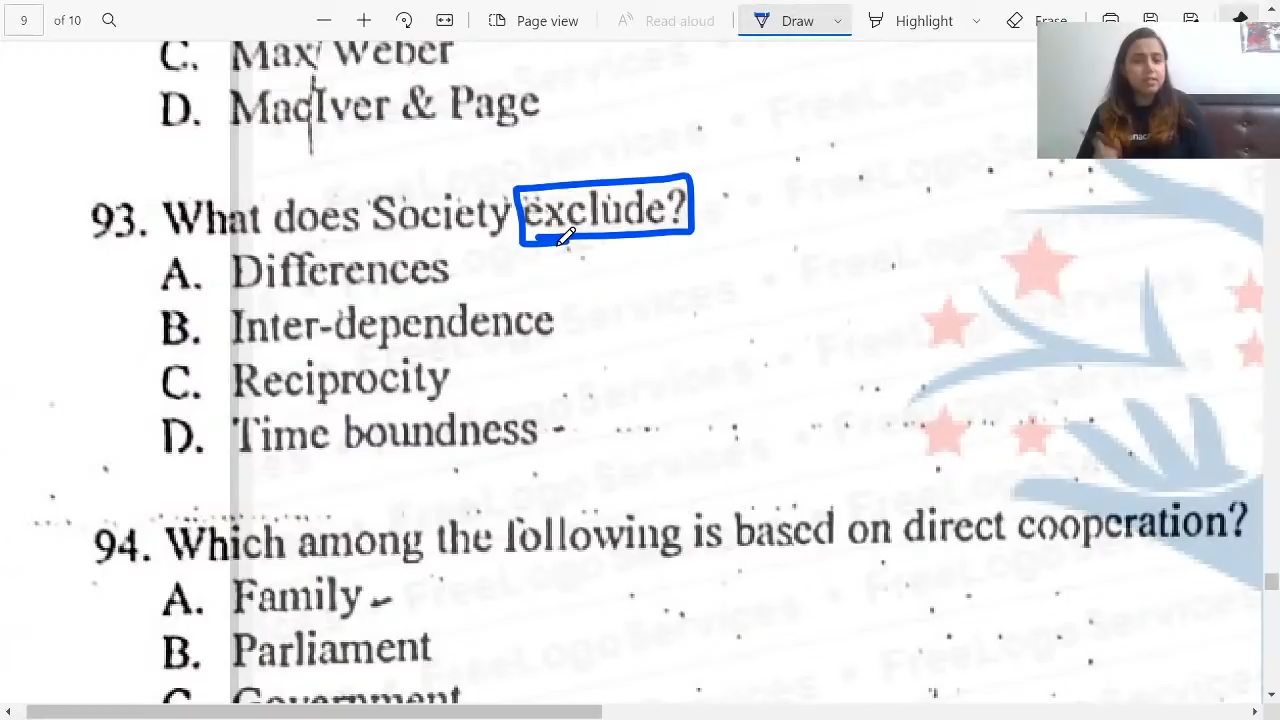 9 of 10 Page view Read aloud Draw Highlight Erase
C. Max Weber
D. MacIver & Page
93. What does Society exclude?
A. Differences
B. Inter-dependence
C. Reciprocity
D. Time boundness -
94. Which among the following is based on direct cooperation?
A. Family -
B. Parliament
C. Government